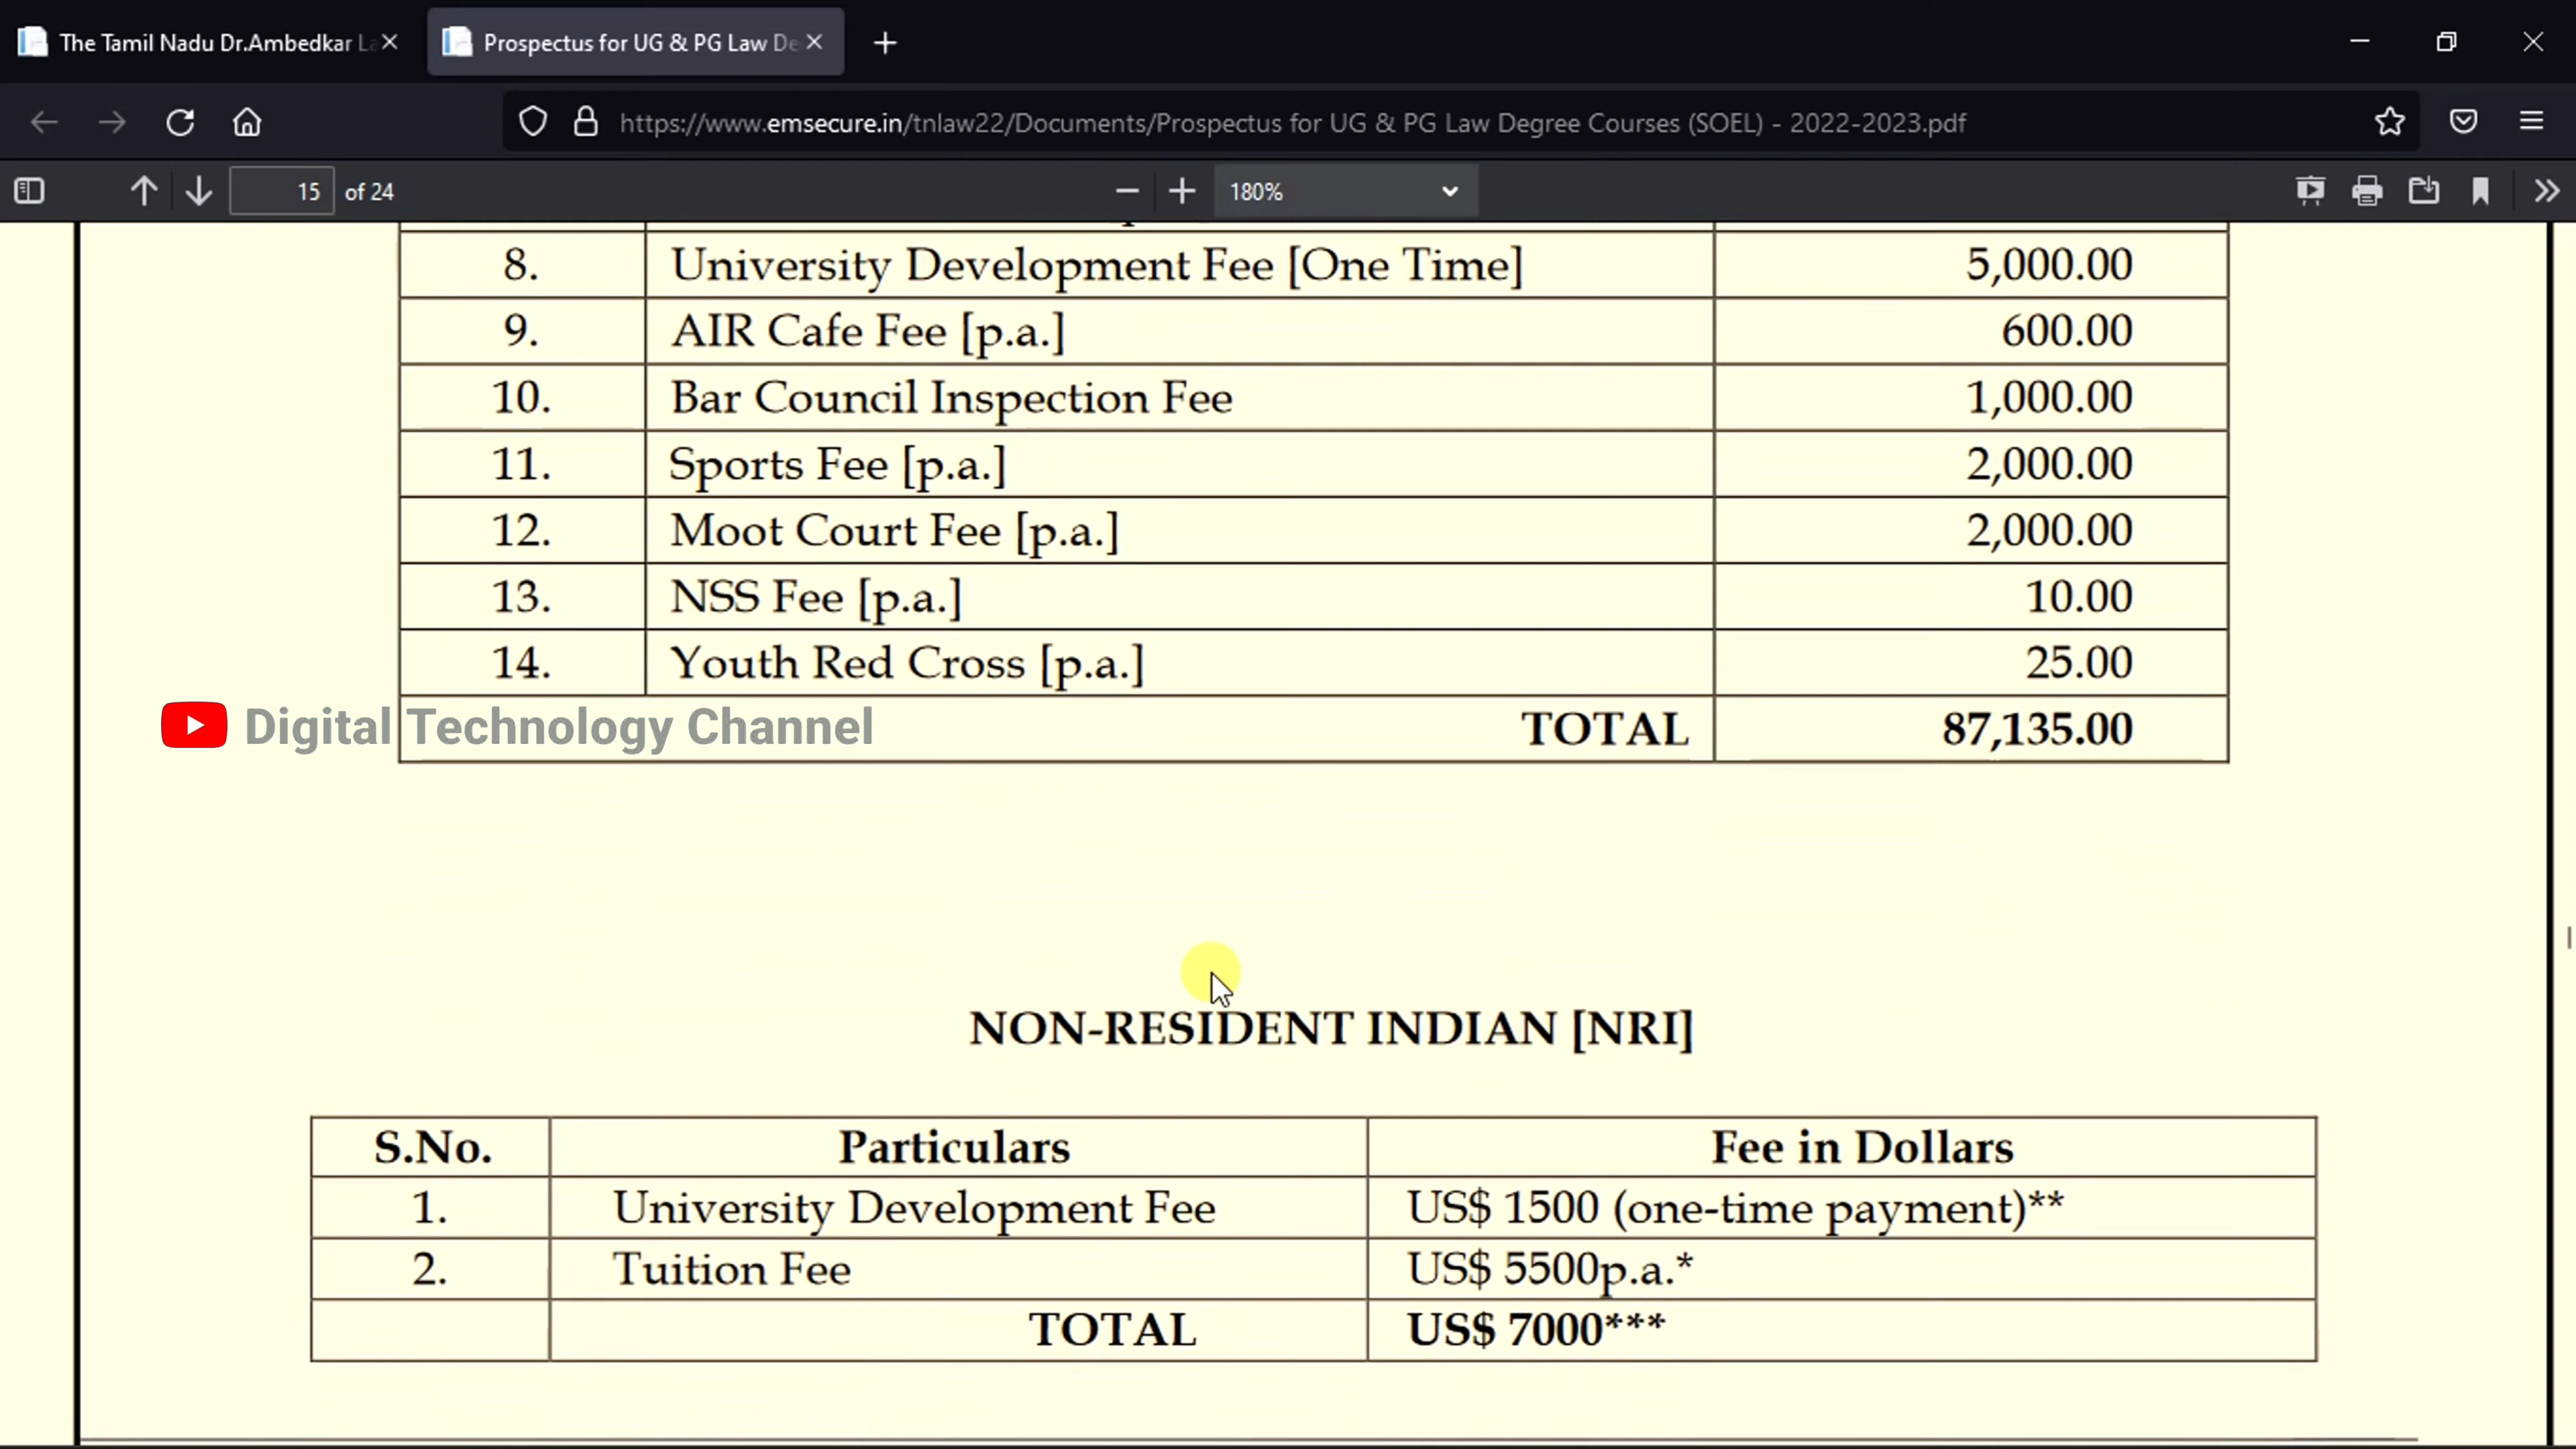 The Tamil Nadu Dr.Ambedkar La
Prospectus for UG & PG Law De
https://www.emsecure.in/tnlaw22/Documents/Prospectus for UG & PG Law Degree Courses (SOEL) - 2022-2023.pdf
15 of 24
180%
8. University Development Fee [One Time] 5,000.00
9. AIR Cafe Fee [p.a.] 600.00
10. Bar Council Inspection Fee 1,000.00
11. Sports Fee [p.a.] 2,000.00
12. Moot Court Fee [p.a.] 2,000.00
13. NSS Fee [p.a.] 10.00
14. Youth Red Cross [p.a.] 25.00
Digital Technology Channel
TOTAL 87,135.00
NON-RESIDENT INDIAN [NRI]
S.No. Particulars Fee in Dollars
1. University Development Fee US$ 1500 (one-time payment)**
2. Tuition Fee US$ 5500p.a.*
TOTAL US$ 7000***